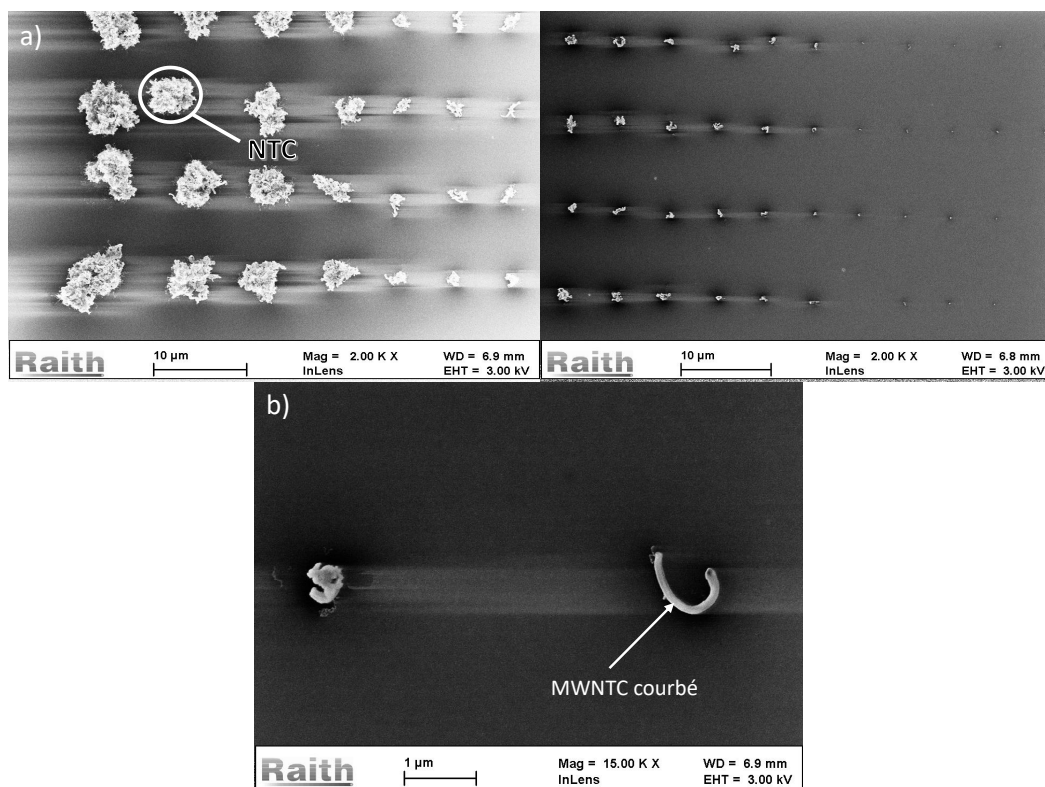 a)
NTC
Raith
10 µm
Mag = 2.00 K X
WD = 6.9 mm
InLens
EHT = 3.00 kV
Raith
10 µm
Mag = 2.00 K X
WD = 6.8 mm
InLens
EHT = 3.00 kV
b)
MWNTC courbé
Raith
1 µm
Mag = 15.00 K X
WD = 6.9 mm
InLens
EHT = 3.00 kV